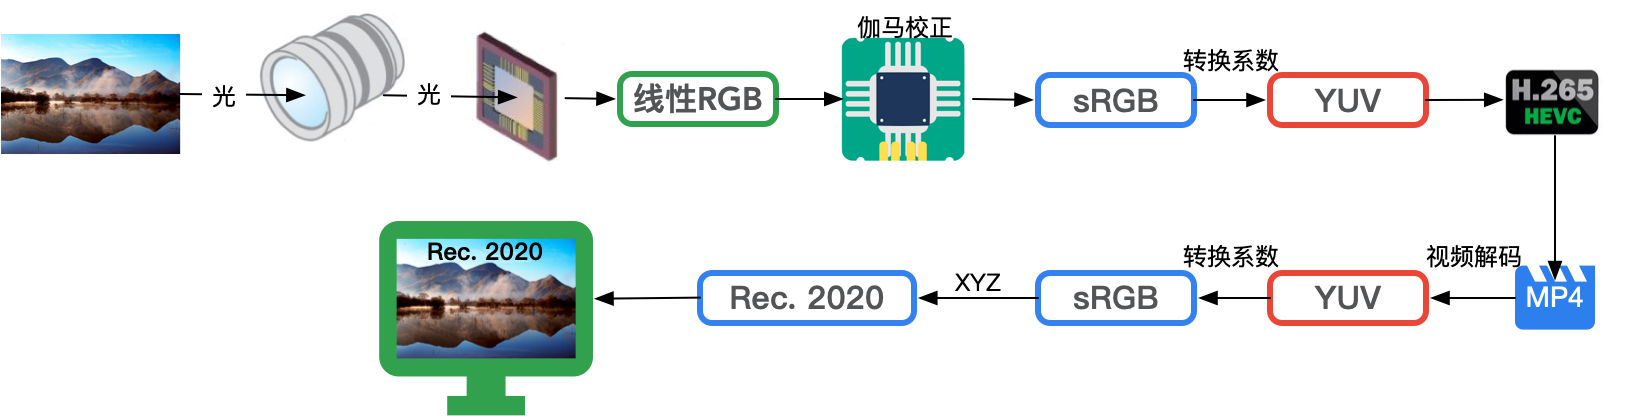 伽马校正
转换系数
光
光
线性RGB
sRGB
YUV
H.265
HEVC
Rec. 2020
XYZ
转换系数
视频解码
Rec. 2020
sRGB
YUV
MP4